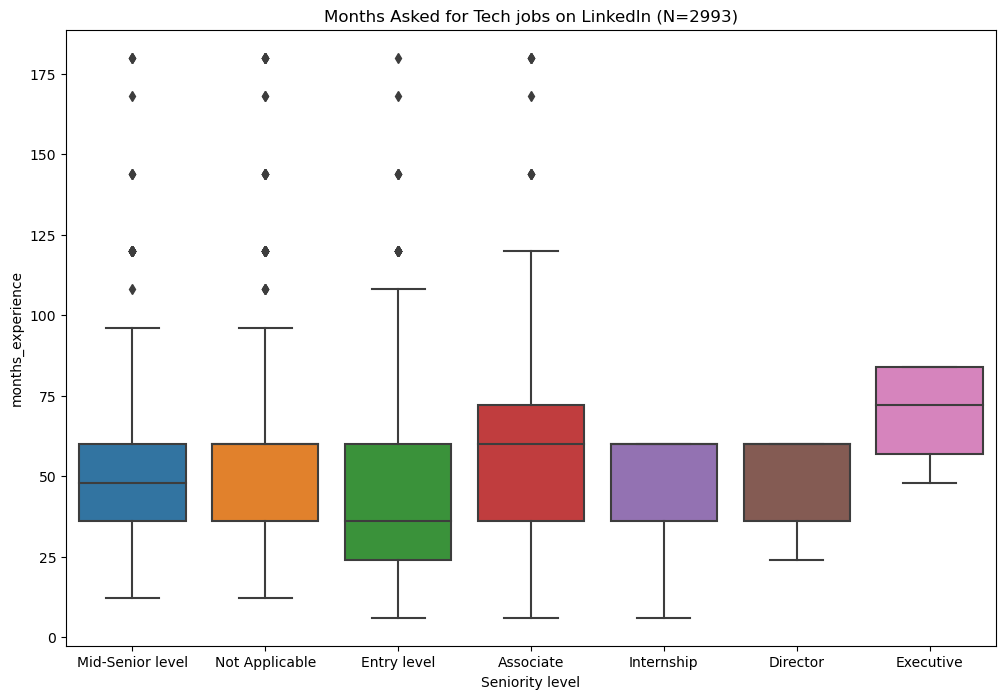 Months Asked for Tech jobs on LinkedIn (N=2993)
months_experience
175
150
125
100
75
50
25
0
Mid-Senior level Not Applicable Entry level Associate Internship Director Executive
Seniority level